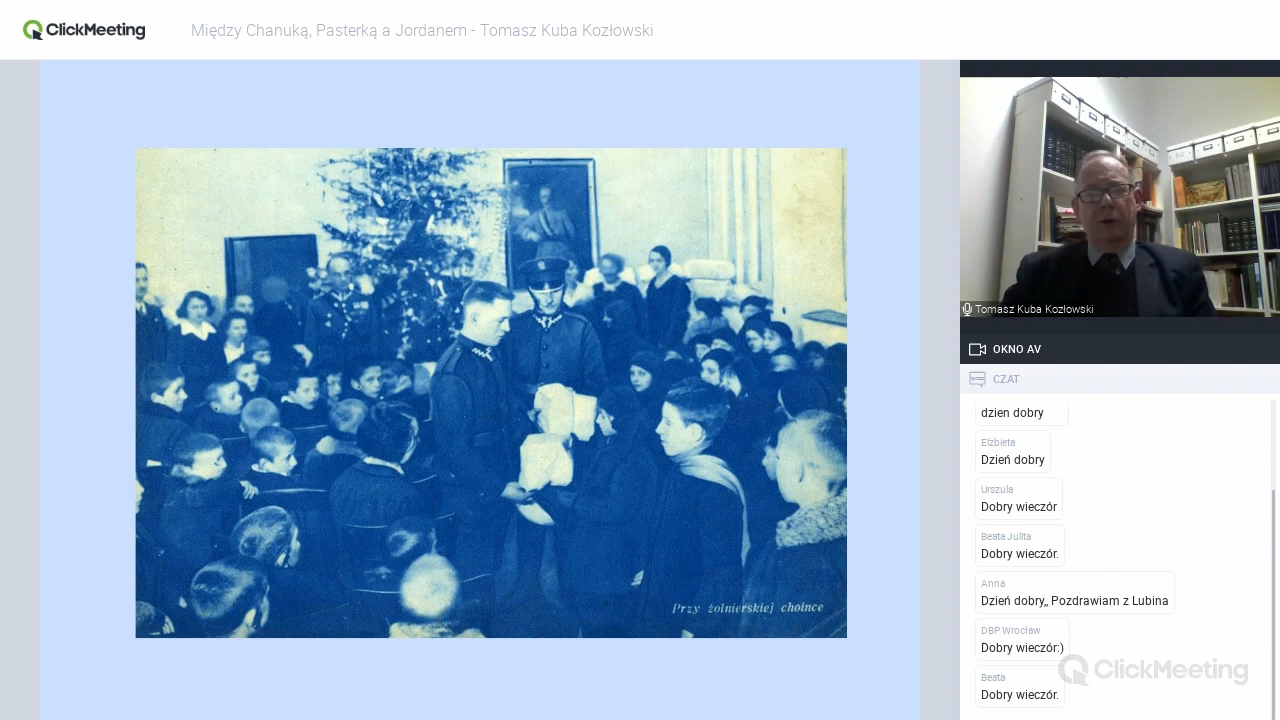 ClickMeeting
Między Chanuką, Pasterką a Jordanem - Tomasz Kuba Kozłowski
Przy żołnierskiej choince
Tomasz Kuba Kozłowski
OKNO AV
CZAT
dzien dobry
Elzbieta
Dzień dobry
Urszula
Dobry wieczór
Beata Julita
Dobry wieczór.
Anna
Dzień dobry,, Pozdrawiam z Lubina
DBP Wrocław
Dobry wieczór:)
Beata
Dobry wieczór.
ClickMeeting